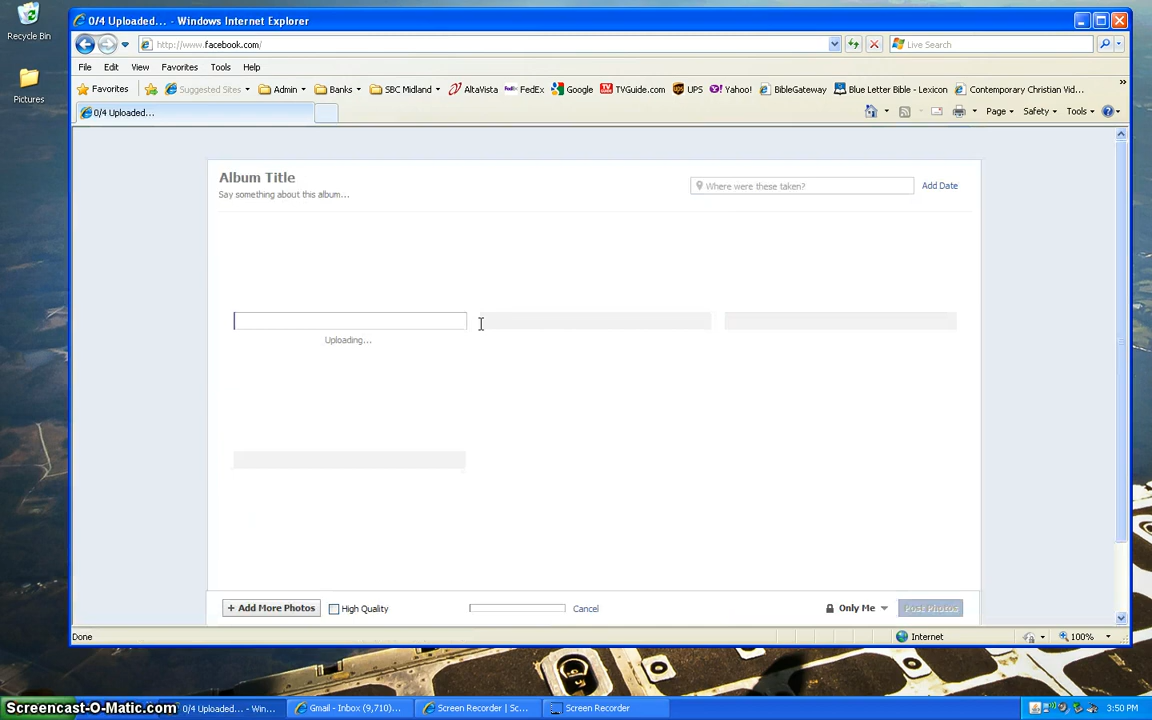 Recycle Bin
Pictures
0/4 Uploaded... - Windows Internet Explorer
http://www.facebook.com/
Live Search
File Edit View Favorites Tools Help
Favorites Suggested Sites Admin Banks SBC Midland AltaVista FedEx Google TVGuide.com UPS Yahoo! BibleGateway Blue Letter Bible - Lexicon Contemporary Christian Vid...
0/4 Uploaded...
Page Safety Tools
Album Title
Say something about this album...
Where were these taken?
Add Date
Uploading...
+ Add More Photos High Quality Cancel Only Me Post Photos
Done Internet 100%
Screencast-O-Matic.com 0/4 Uploaded... - Win... Gmail - Inbox (9,710)... Screen Recorder | Sc... Screen Recorder 3:50 PM